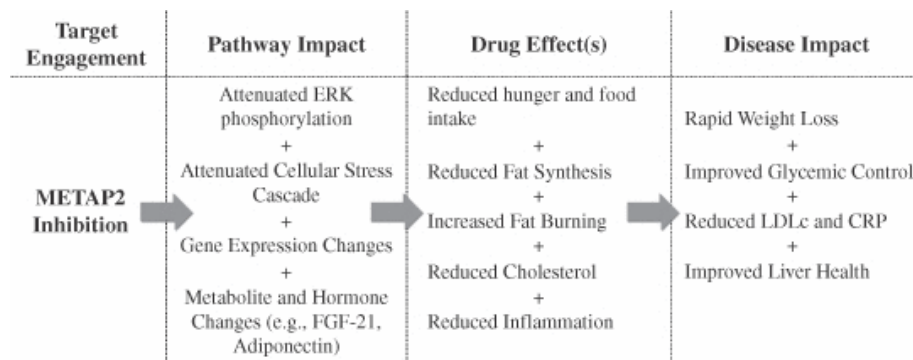 Target
Engagement
Pathway Impact
Drug Effect(s)
Disease Impact
METAP2
Inhibition
Attenuated ERK
phosphorylation
+
Attenuated Cellular Stress
Cascade
+
Gene Expression Changes
+
Metabolite and Hormone
Changes (e.g., FGF-21,
Adiponectin)
Reduced hunger and food
intake
+
Reduced Fat Synthesis
+
Increased Fat Burning
+
Reduced Cholesterol
+
Reduced Inflammation
Rapid Weight Loss
+
Improved Glycemic Control
+
Reduced LDLc and CRP
+
Improved Liver Health